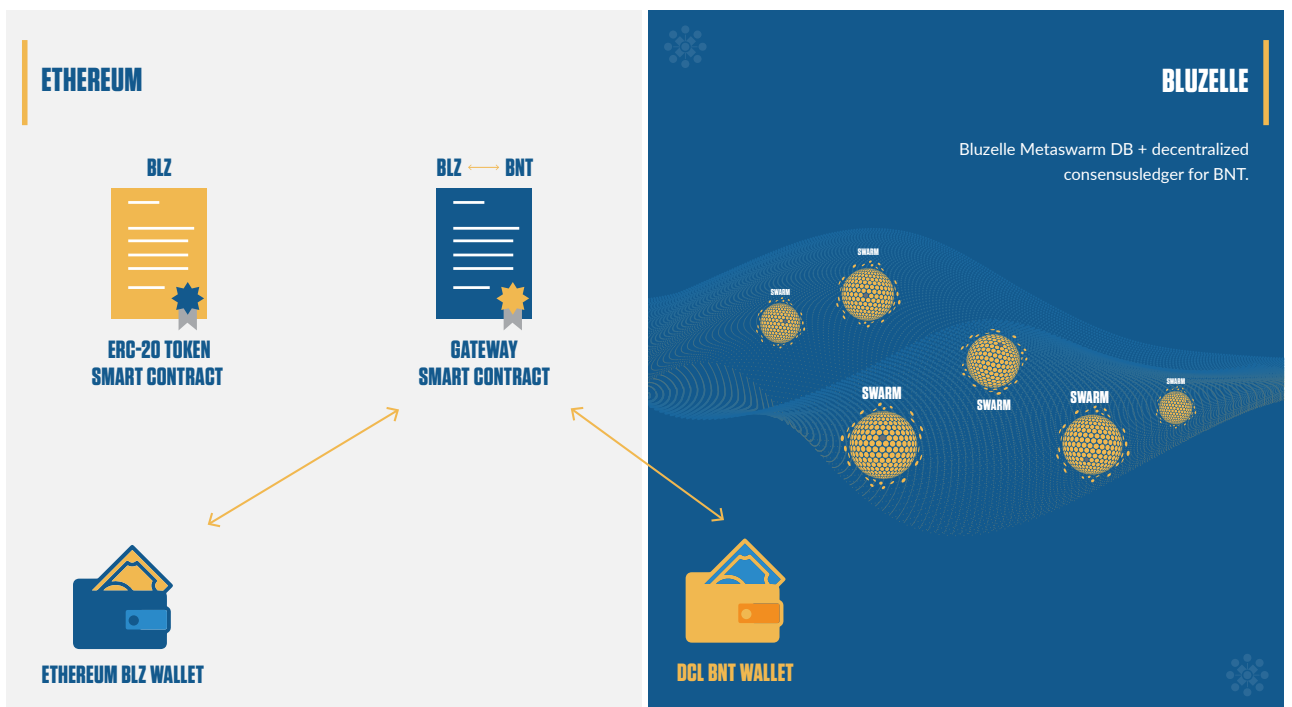 ETHEREUM
BLZ
BLZ BNT
ERC-20 TOKEN
SMART CONTRACT
GATEWAY
SMART CONTRACT
ETHEREUM BLZ WALLET
BLUZELLE
Bluzelle Metaswarm DB + decentralized
consensusledger for BNT.
SWARM
SWARM
SWARM
SWARM
SWARM
SWARM
DCL BNT WALLET